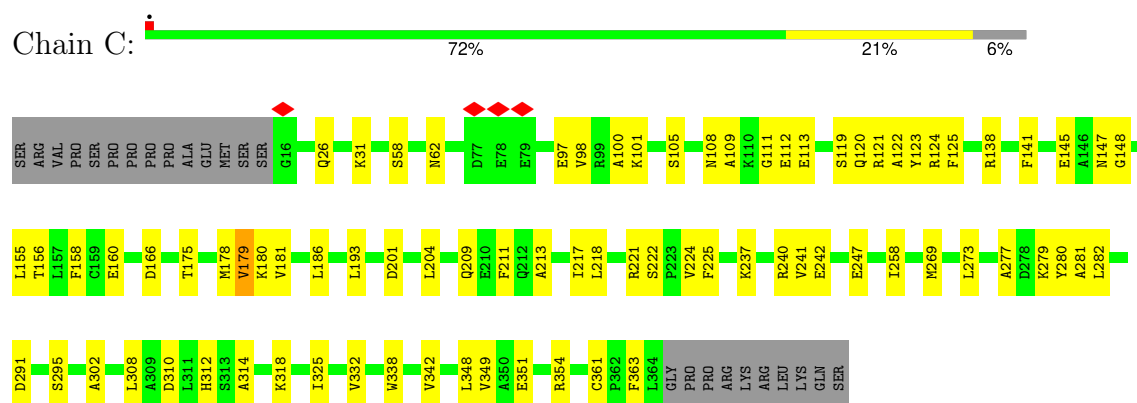 Chain C:
72% 21% 6%
SER ARG VAL PRO SER PRO PRO PRO PRO ALA GLU MET SER SER G16 Q26 K31 S58 N62 D77 E78 E79 E97 V98 R99 A100 K101 S105 N108 A109 K110 G111 E112 E113 S119 Q120 R121 A122 Y123 R124 F125 R138 F141 E145 A146 N147 G148
L155 T156 L157 F158 C159 E160 D166 T175 M178 V179 K180 V181 L186 L193 D201 L204 Q209 E210 F211 Q212 A213 I217 L218 R221 S222 P223 V224 F225 K237 R240 V241 E242 E247 I258 M269 L273 A277 D278 K279 Y280 A281 L282
D291 S295 A302 L308 A309 D310 L311 H312 S313 A314 K318 I325 V332 W338 V342 L348 V349 A350 E351 R354 C361 P362 F363 L364 GLY PRO PRO ARG LYS ARG LEU LYS GLN SER